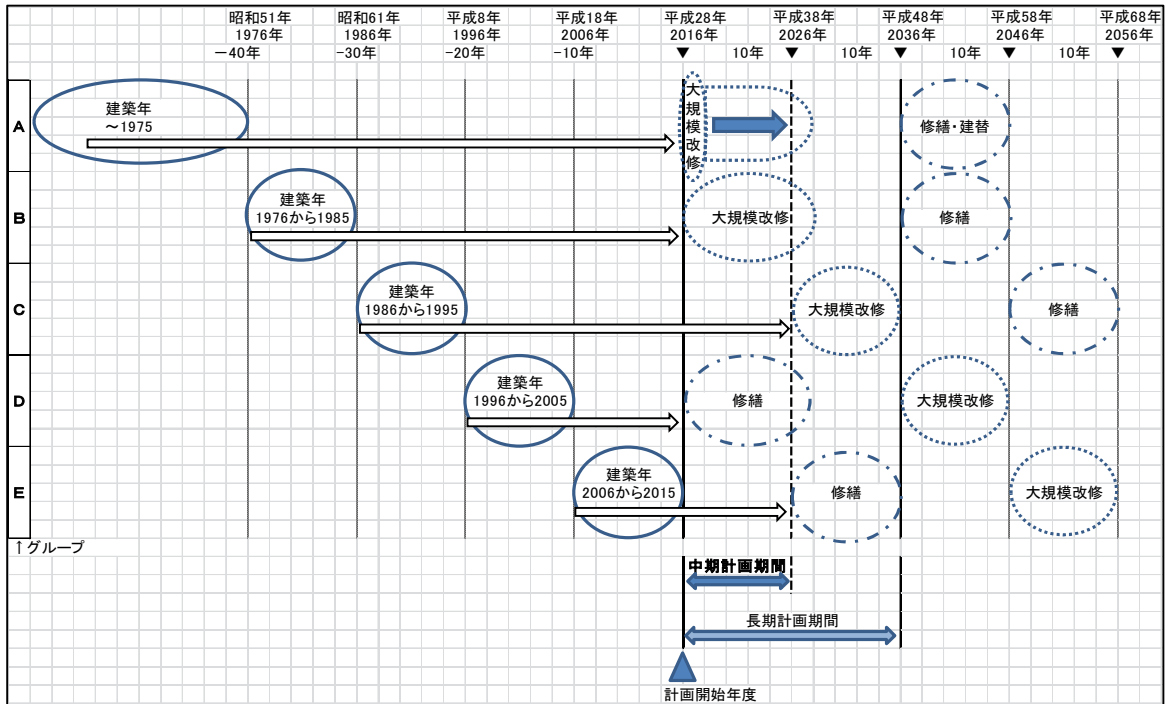 昭和51年 昭和61年 平成8年 平成18年 平成28年 平成38年 平成48年 平成58年 平成68年
1976年 1986年 1996年 2006年 2016年 2026年 2036年 2046年 2056年
−40年 -30年 -20年 -10年 ▼ 10年 ▼ 10年 ▼ 10年 ▼ 10年 ▼
A
建築年
～1975
大規模改修
修繕・建替
B
建築年
1976から1985
大規模改修
修繕
C
建築年
1986から1995
大規模改修
修繕
D
建築年
1996から2005
修繕
大規模改修
E
建築年
2006から2015
修繕
大規模改修
↑グループ
中期計画期間
長期計画期間
計画開始年度